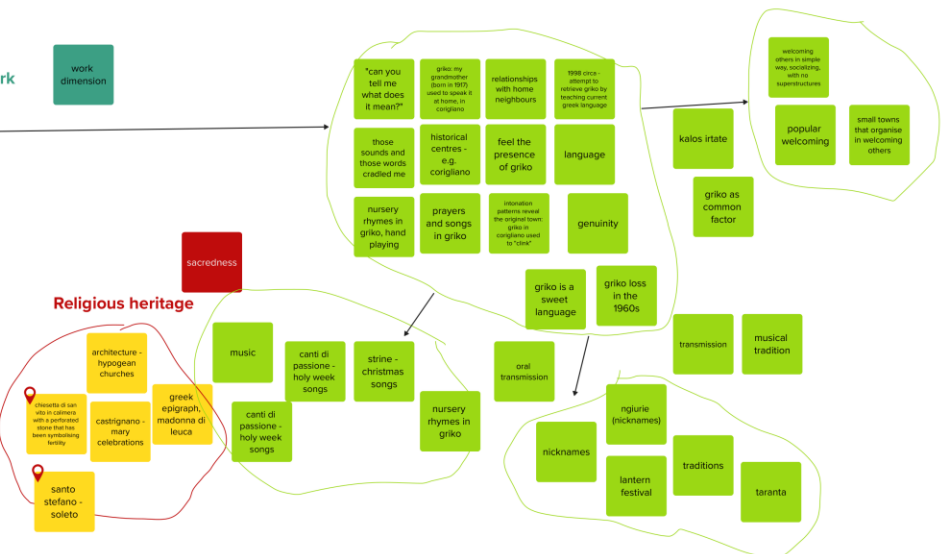 rk
work
dimension
"can you
tell me
what does
it mean?"
griko: my
grandmother
(born in 1917)
used to speak it
at home, in
corigliano
relationships
with home
neighbours
1998 circa -
attempt to
retrieve griko by
teaching current
greek language
those
sounds and
those words
cradled me
historical
centres -
e.g.
corigliano
feel the
presence
of griko
language
nursery
rhymes in
griko, hand
playing
prayers
and songs
in griko
intonation
patterns reveal
the original town:
griko in
corigliano used
to "clink"
genuinity
griko is a
sweet
language
griko loss
in the
1960s
welcoming
others in simple
way, socializing,
with no
superstructures
popular
welcoming
small towns
that organise
in welcoming
others
kalos irtate
griko as
common
factor
sacredness
Religious heritage
architecture -
hypogean
churches
chiesetta di san
vito in calimera
with a perforated
stone that has
been symbolising
fertility
castrignano -
mary
celebrations
greek
epigraph,
madonna di
leuca
santo
stefano -
soleto
music
canti di
passione -
holy week
songs
strine -
christmas
songs
canti di
passione -
holy week
songs
nursery
rhymes in
griko
oral
transmission
transmission
musical
tradition
nicknames
ngiurie
(nicknames)
lantern
festival
traditions
taranta